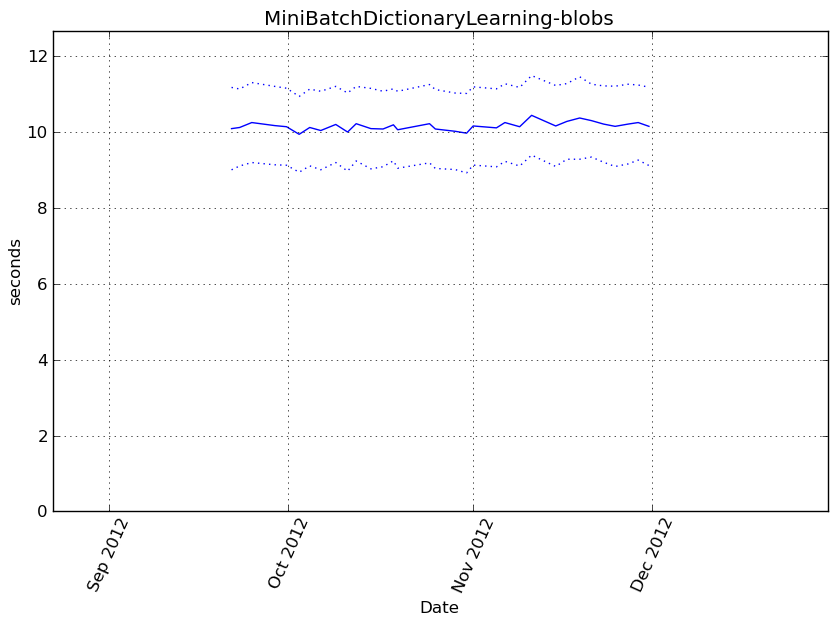 MiniBatchDictionaryLearning-blobs
12
10
8
6
4
2
0
seconds
Sep 2012
Oct 2012
Nov 2012
Dec 2012
Date